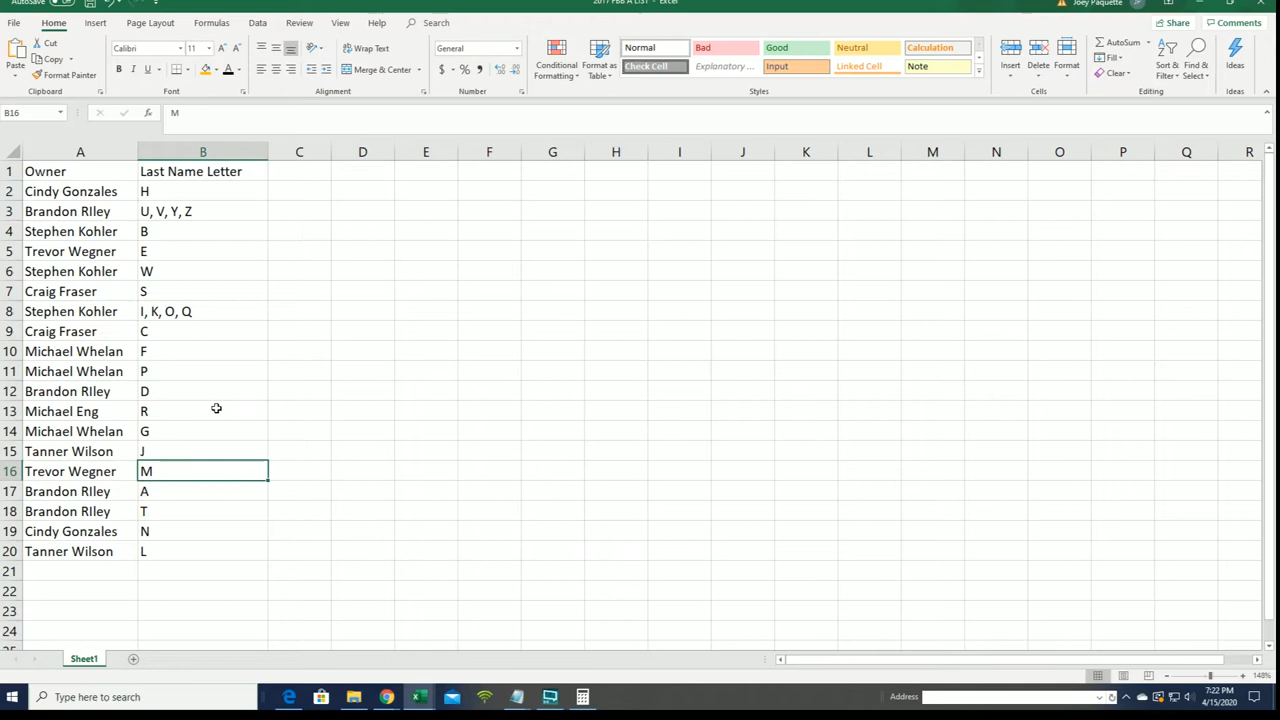 AutoSave
2017 FBB A LIST - Excel
Joey Paquette
File Home Insert Page Layout Formulas Data Review View Help Search Share Comments
Paste Cut Copy Format Painter Clipboard
Calibri 11 B I U A A A Font
Wrap Text Merge & Center Alignment
General $ % , Number
Conditional Formatting Format as Table
Normal Bad Good Neutral Calculation
Check Cell Explanatory ... Input Linked Cell Note
Styles
Insert Delete Format Cells
AutoSum Fill Clear Sort & Filter Find & Select Editing
Ideas Ideas
B16 fx M
A B C D E F G H I J K L M N O P Q R
1 Owner Last Name Letter
2 Cindy Gonzales H
3 Brandon RIley U, V, Y, Z
4 Stephen Kohler B
5 Trevor Wegner E
6 Stephen Kohler W
7 Craig Fraser S
8 Stephen Kohler I, K, O, Q
9 Craig Fraser C
10 Michael Whelan F
11 Michael Whelan P
12 Brandon RIley D
13 Michael Eng R
14 Michael Whelan G
15 Tanner Wilson J
16 Trevor Wegner M
17 Brandon RIley A
18 Brandon RIley T
19 Cindy Gonzales N
20 Tanner Wilson L
21
22
23
24
Sheet1
148%
Type here to search Address 7:22 PM
4/15/2020